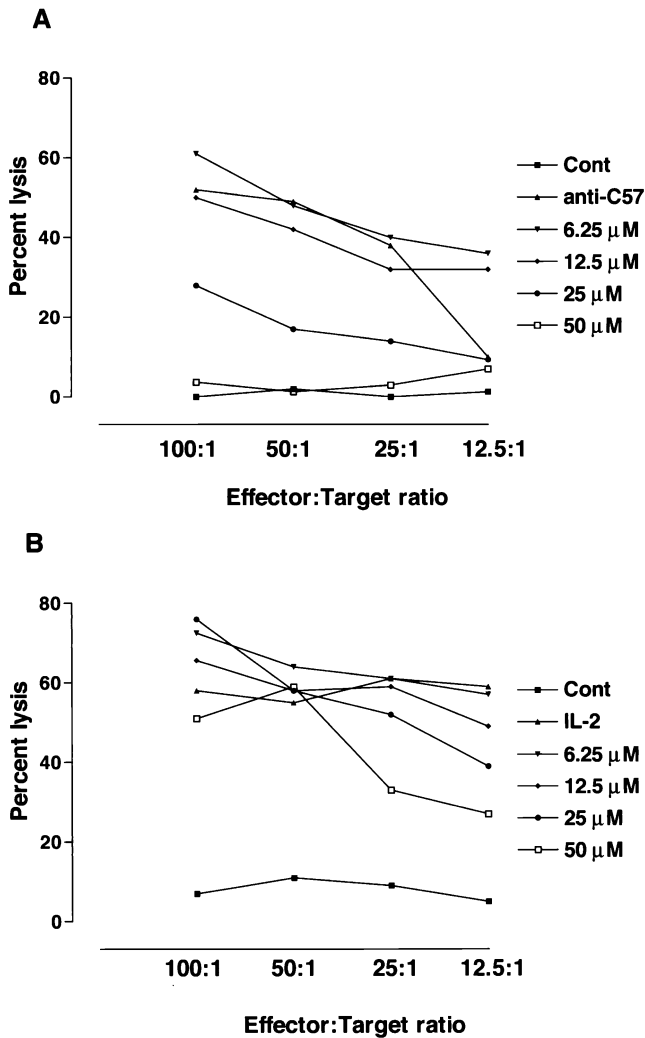 A
Percent lysis
80
60
40
20
0
100:1 50:1 25:1 12.5:1
Effector:Target ratio
Cont
anti-C57
6.25 μM
12.5 μM
25 μM
50 μM
B
Percent lysis
80
60
40
20
0
100:1 50:1 25:1 12.5:1
Effector:Target ratio
Cont
IL-2
6.25 μM
12.5 μM
25 μM
50 μM